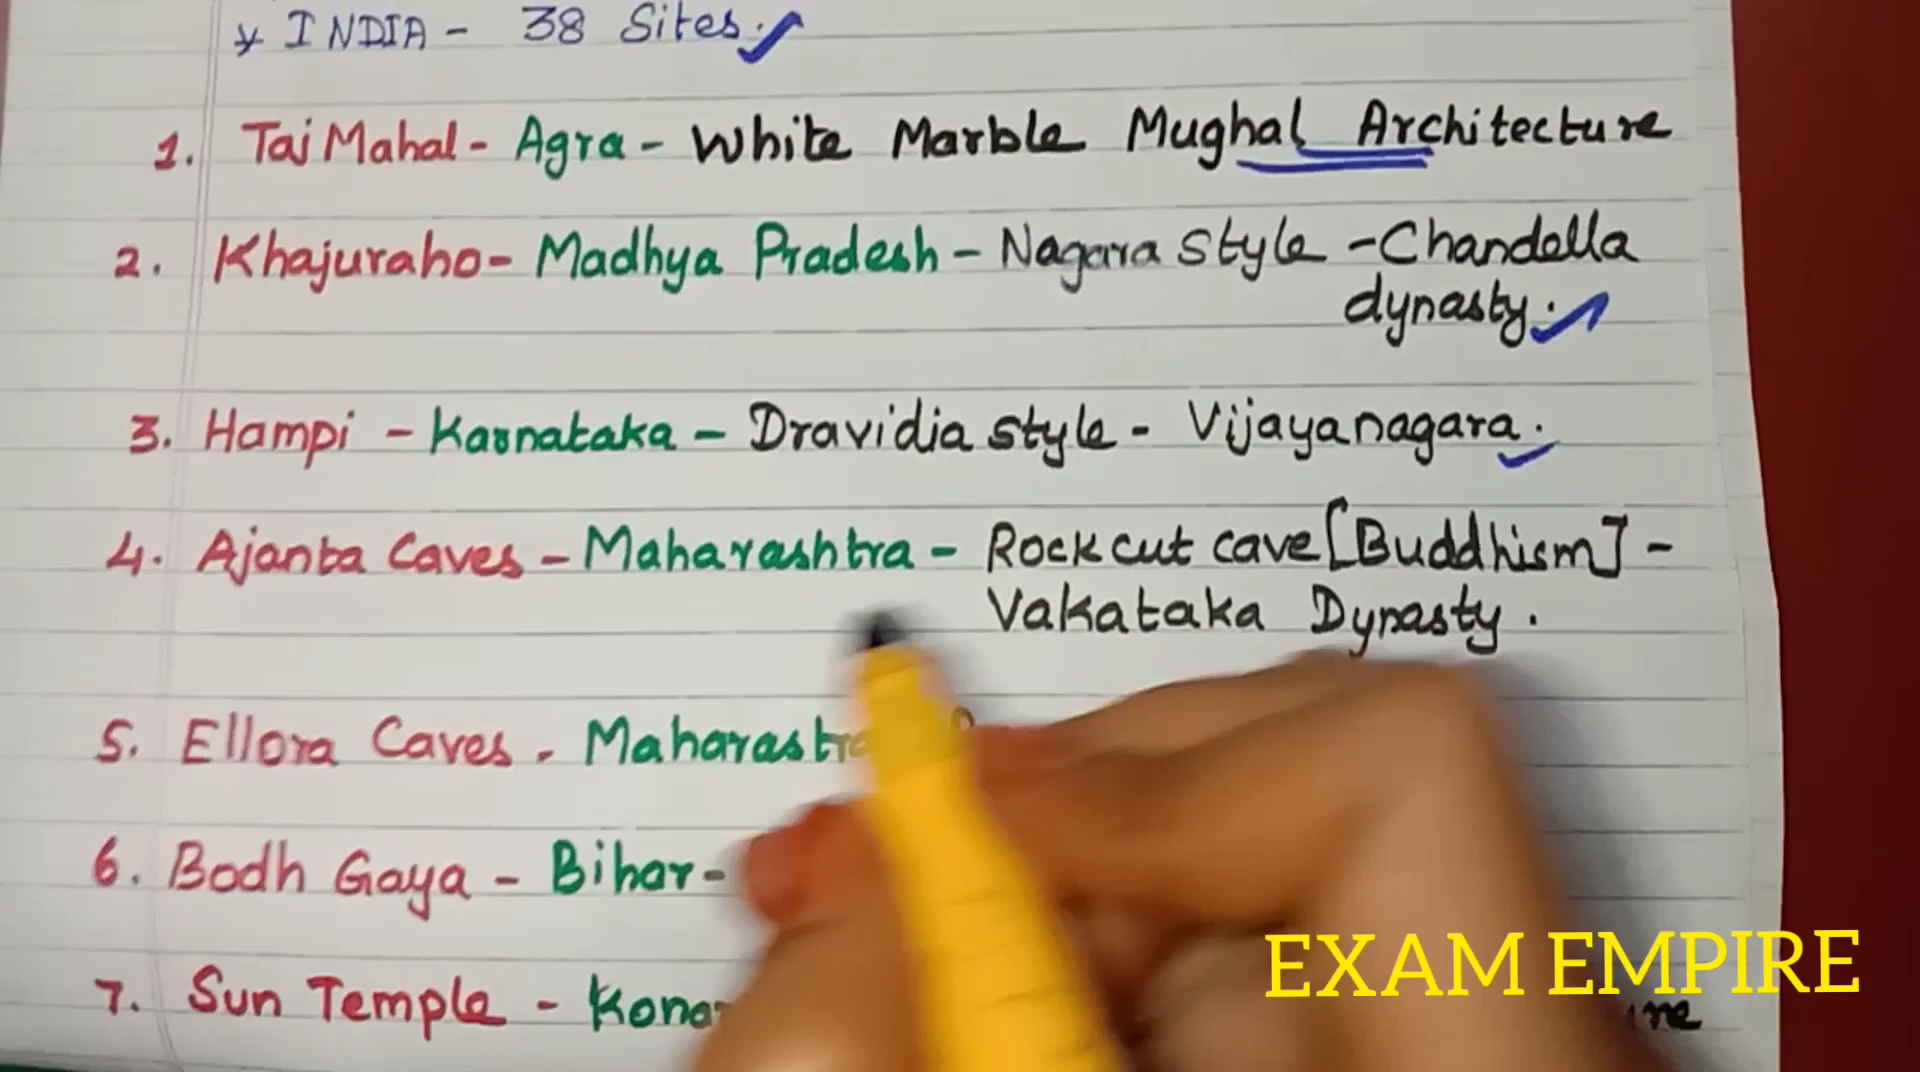 * INDIA - 38 Sites.
1. Taj Mahal - Agra - White Marble Mughal Architecture
2. Khajuraho - Madhya Pradesh - Nagara Style - Chandella
dynasty.
3. Hampi - Karnataka - Dravidia style - Vijayanagara.
4. Ajanta Caves - Maharashtra - Rock cut cave [Buddhism] -
Vakataka Dynasty.
5. Ellora Caves - Maharastra
6. Bodh Gaya - Bihar -
7. Sun Temple -
EXAM EMPIRE